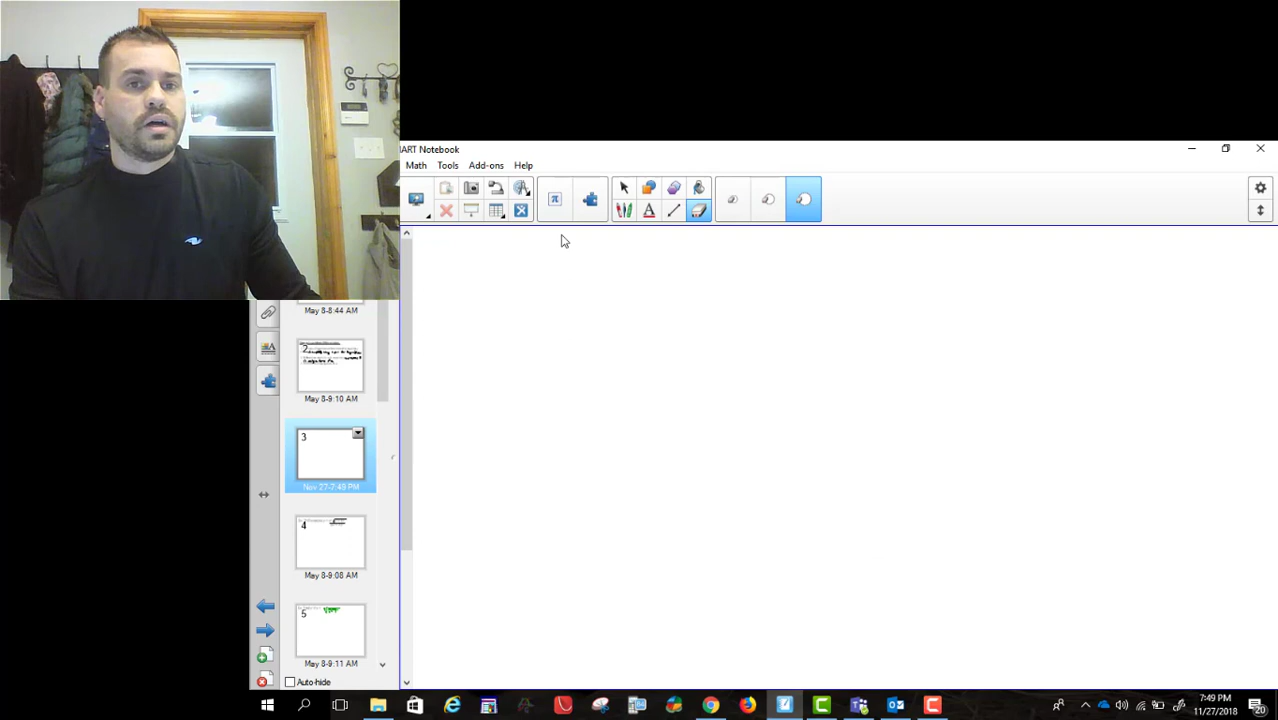 ART Notebook
Math Tools Add-ons Help
May 8-8:44 AM
2
May 8-9:10 AM
3
Nov 27-7:49 PM
4
May 8-9:08 AM
5
May 8-9:11 AM
Auto-hide
7:49 PM
11/27/2018
20